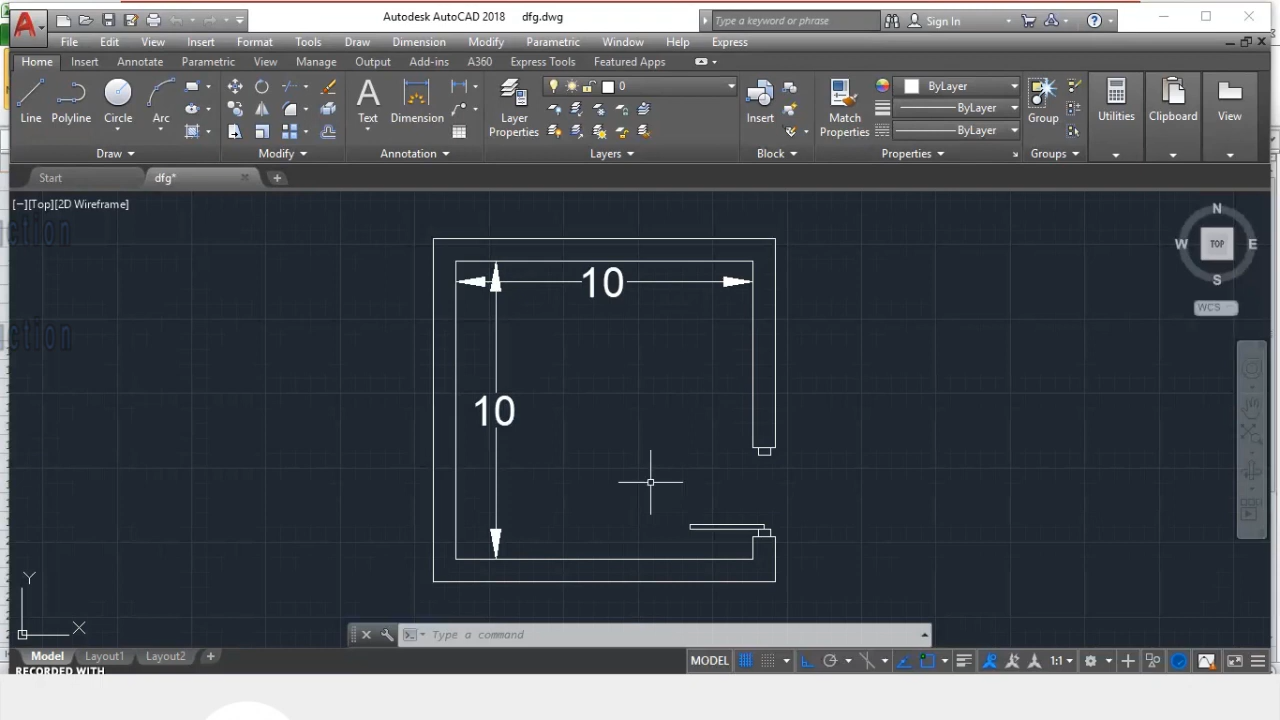 Autodesk AutoCAD 2018 dfg.dwg
Type a keyword or phrase
Sign In
File Edit View Insert Format Tools Draw Dimension Modify Parametric Window Help Express
Home Insert Annotate Parametric View Manage Output Add-ins A360 Express Tools Featured Apps
0
ByLayer
ByLayer
ByLayer
Line Polyline Circle Arc
Text Dimension
Layer Properties
Insert
Match Properties
Group
Utilities Clipboard View
Draw Modify Annotation Layers Block Properties Groups
Start dfg*
[−][Top][2D Wireframe]
ction
N
W TOP E
S
WCS
10
10
ction
Y
X
Type a command
Model Layout1 Layout2
MODEL 1:1
RECORDED WITH